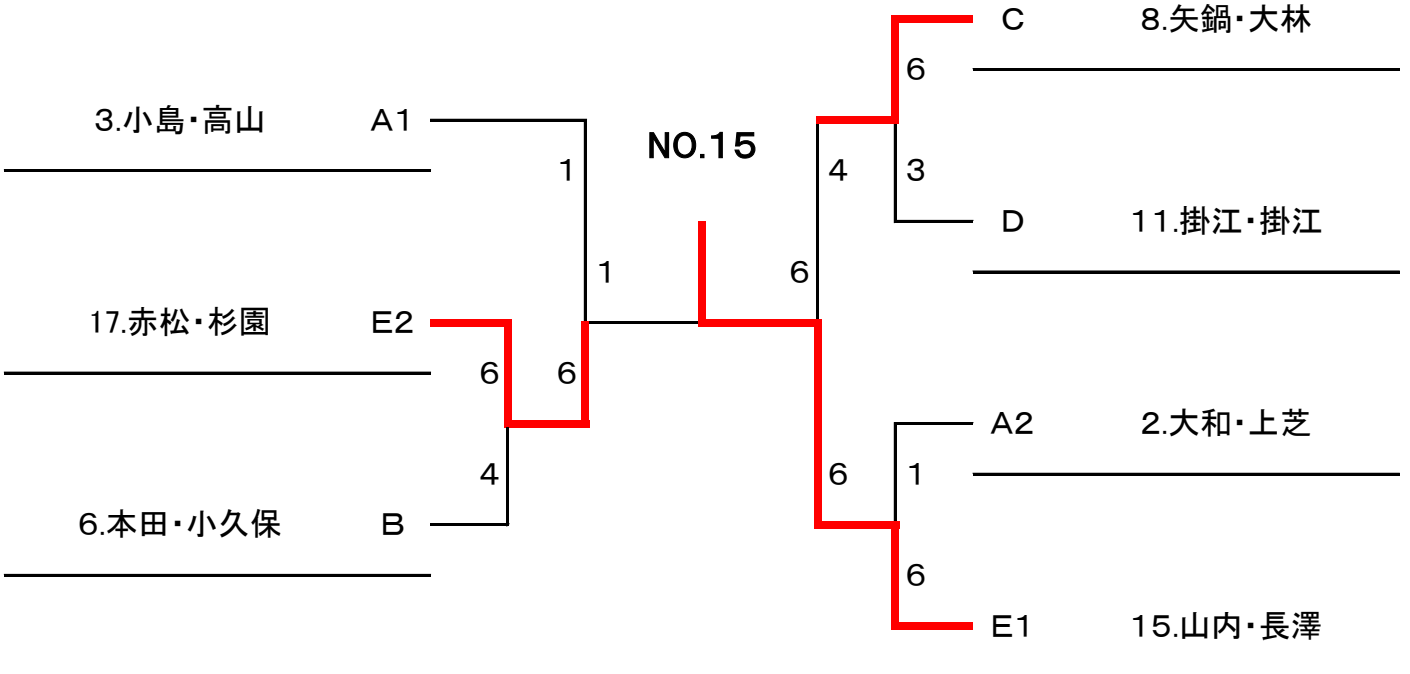 C 8.矢鍋・大林
6
3.小島・高山 A1
NO.15
1 4 3
D 11.掛江・掛江
1 6
17.赤松・杉園 E2
6 6
A2 2.大和・上芝
4 6 1
6.本田・小久保 B
6
E1 15.山内・長澤